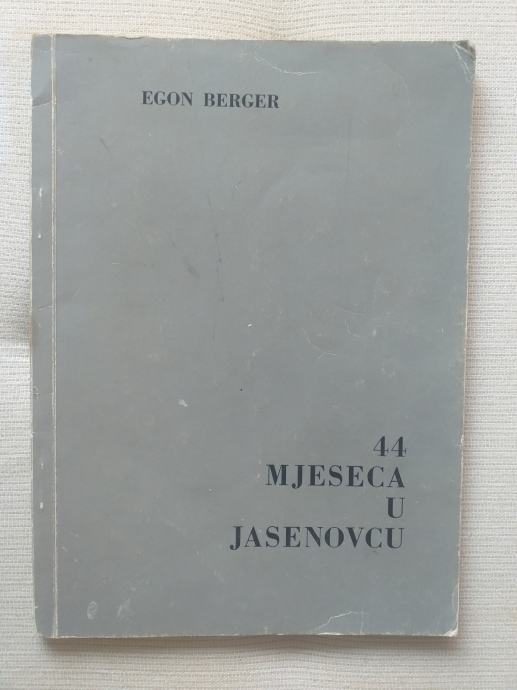 EGON BERGER
44
MJESECA
U
JASENOVCU